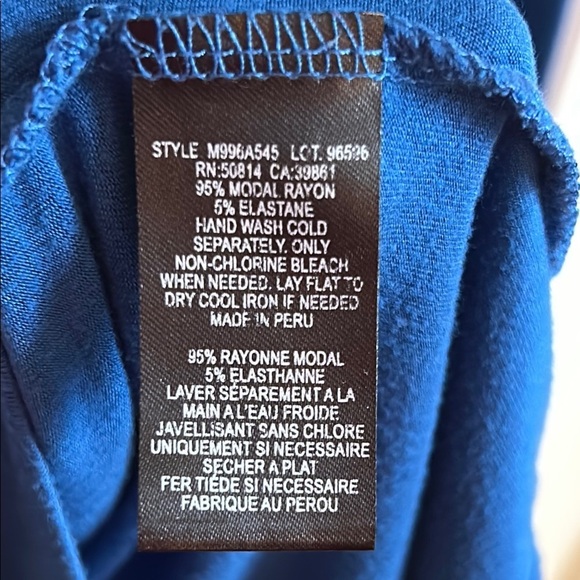 STYLE M996A545 LOT. 96596
RN:50814 CA:39861
95% MODAL RAYON
5% ELASTANE
HAND WASH COLD
SEPARATELY. ONLY
NON-CHLORINE BLEACH
WHEN NEEDED. LAY FLAT TO
DRY COOL IRON IF NEEDED
MADE IN PERU
95% RAYONNE MODAL
5% ELASTHANNE
LAVER SÉPAREMENT A LA
MAIN A L'EAU FROIDE
JAVELLISANT SANS CHLORE
UNIQUEMENT SI NECESSAIRE
SECHER A PLAT
FER TIÉDE SI NECESSAIRE
FABRIQUE AU PEROU